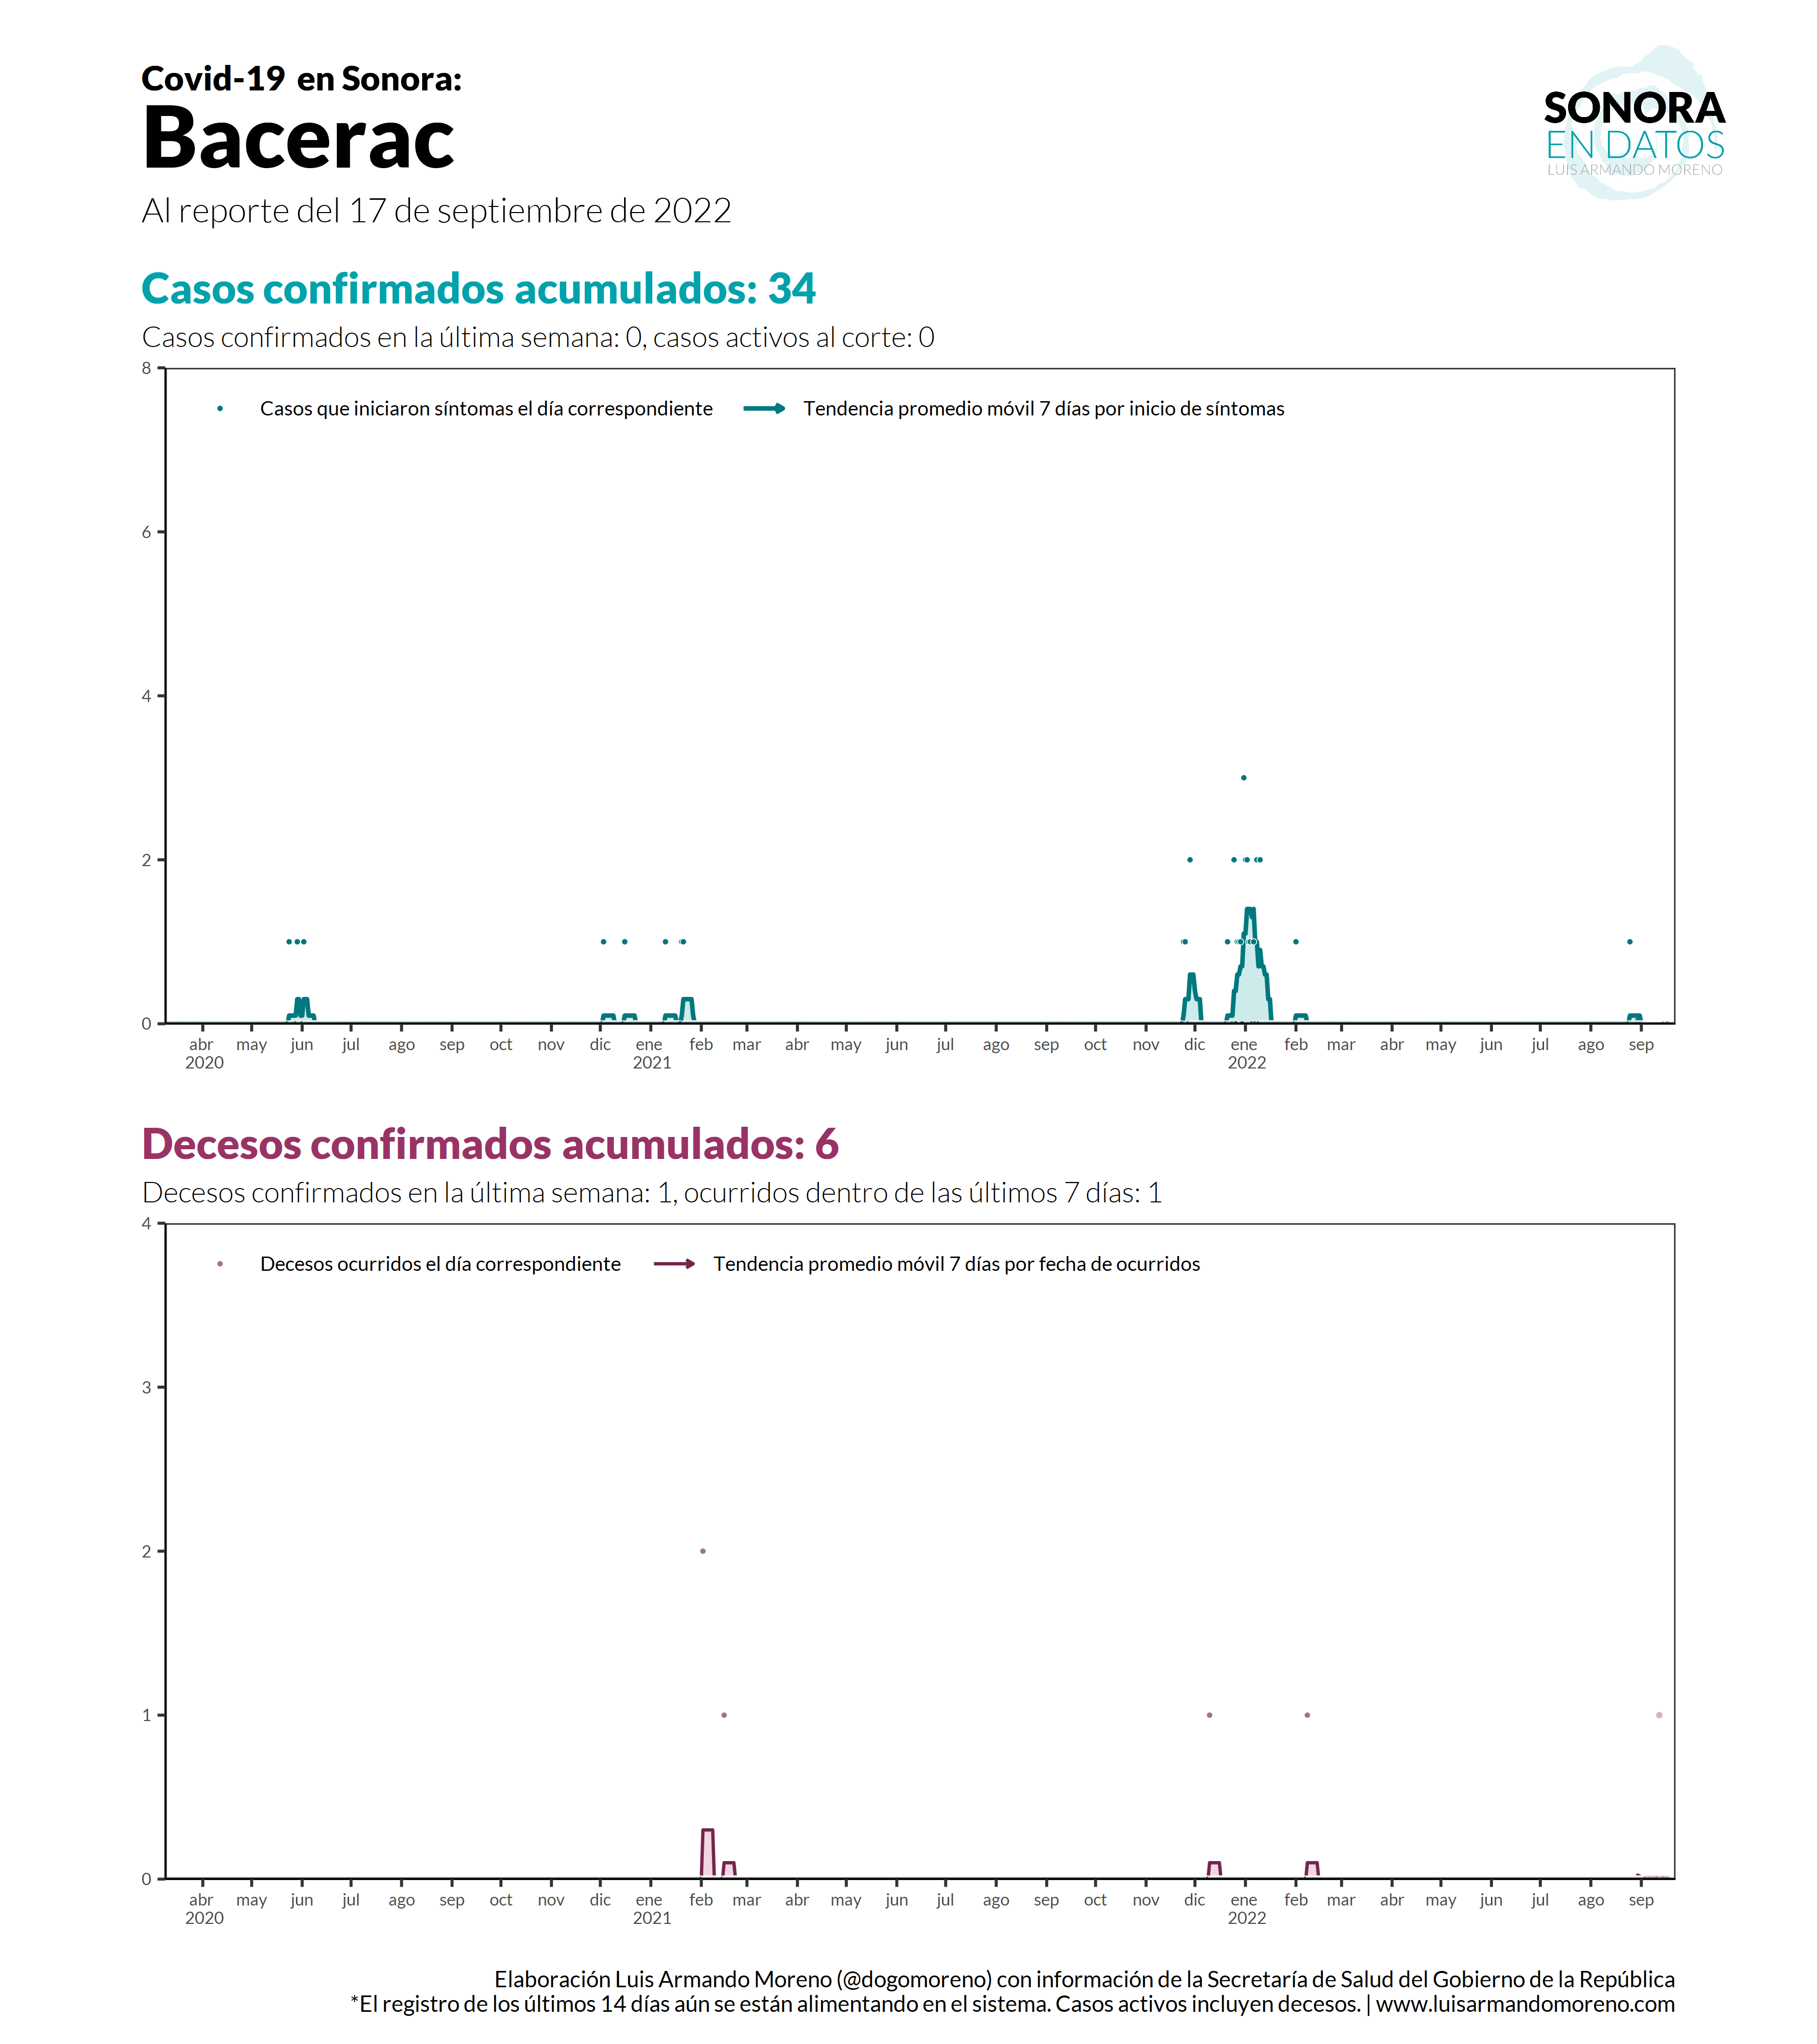 Covid-19 en Sonora:
Bacerac
Al reporte del 17 de septiembre de 2022
SONORA
EN DATOS
LUIS ARMANDO MORENO
Casos confirmados acumulados: 34
Casos confirmados en la última semana: 0, casos activos al corte: 0
Casos que iniciaron síntomas el día correspondiente Tendencia promedio móvil 7 días por inicio de síntomas
8
6
4
2
0
abr may jun jul ago sep oct nov dic ene feb mar abr may jun jul ago sep oct nov dic ene feb mar abr may jun jul ago sep
2020 2021 2022
Decesos confirmados acumulados: 6
Decesos confirmados en la última semana: 1, ocurridos dentro de las últimos 7 días: 1
Decesos ocurridos el día correspondiente Tendencia promedio móvil 7 días por fecha de ocurridos
4
3
2
1
0
abr may jun jul ago sep oct nov dic ene feb mar abr may jun jul ago sep oct nov dic ene feb mar abr may jun jul ago sep
2020 2021 2022
Elaboración Luis Armando Moreno (@dogomoreno) con información de la Secretaría de Salud del Gobierno de la República
*El registro de los últimos 14 días aún se están alimentando en el sistema. Casos activos incluyen decesos. | www.luisarmandomoreno.com